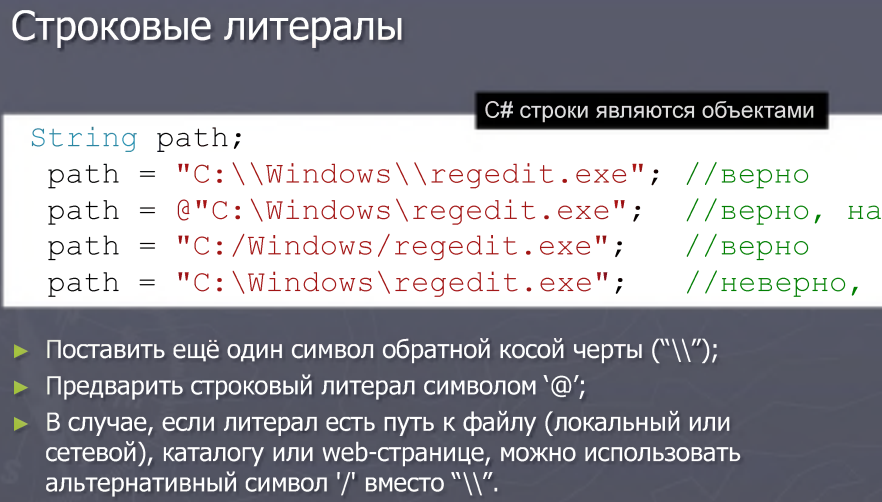 Строковые литералы
C# строки являются объектами
String path;
path = "C:\\Windows\\regedit.exe"; //верно
path = @"C:\Windows\regedit.exe"; //верно, на
path = "C:/Windows/regedit.exe"; //верно
path = "C:\Windows\regedit.exe"; //неверно,
► Поставить ещё один символ обратной косой черты (“\\”);
► Предварить строковый литерал символом ‘@’;
► В случае, если литерал есть путь к файлу (локальный или
сетевой), каталогу или web-странице, можно использовать
альтернативный символ '/' вместо “\\”.